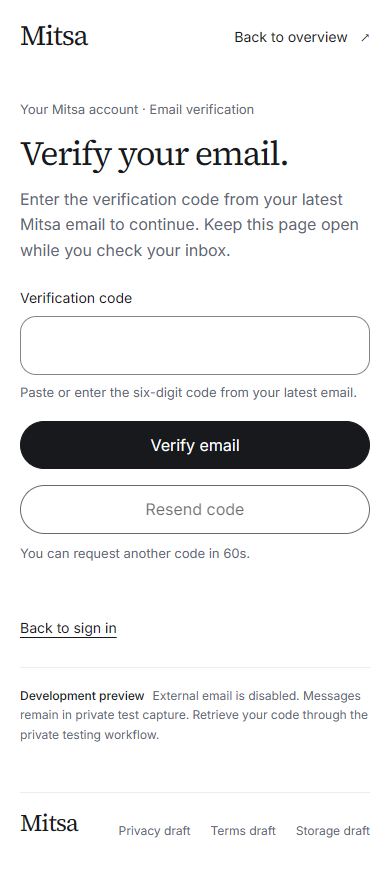 Mitsa
Back to overview ↗
Your Mitsa account · Email verification
Verify your email.
Enter the verification code from your latest
Mitsa email to continue. Keep this page open
while you check your inbox.
Verification code
Paste or enter the six-digit code from your latest email.
Verify email
Resend code
You can request another code in 60s.
Back to sign in
Development preview External email is disabled. Messages
remain in private test capture. Retrieve your code through the
private testing workflow.
Mitsa
Privacy draft Terms draft Storage draft